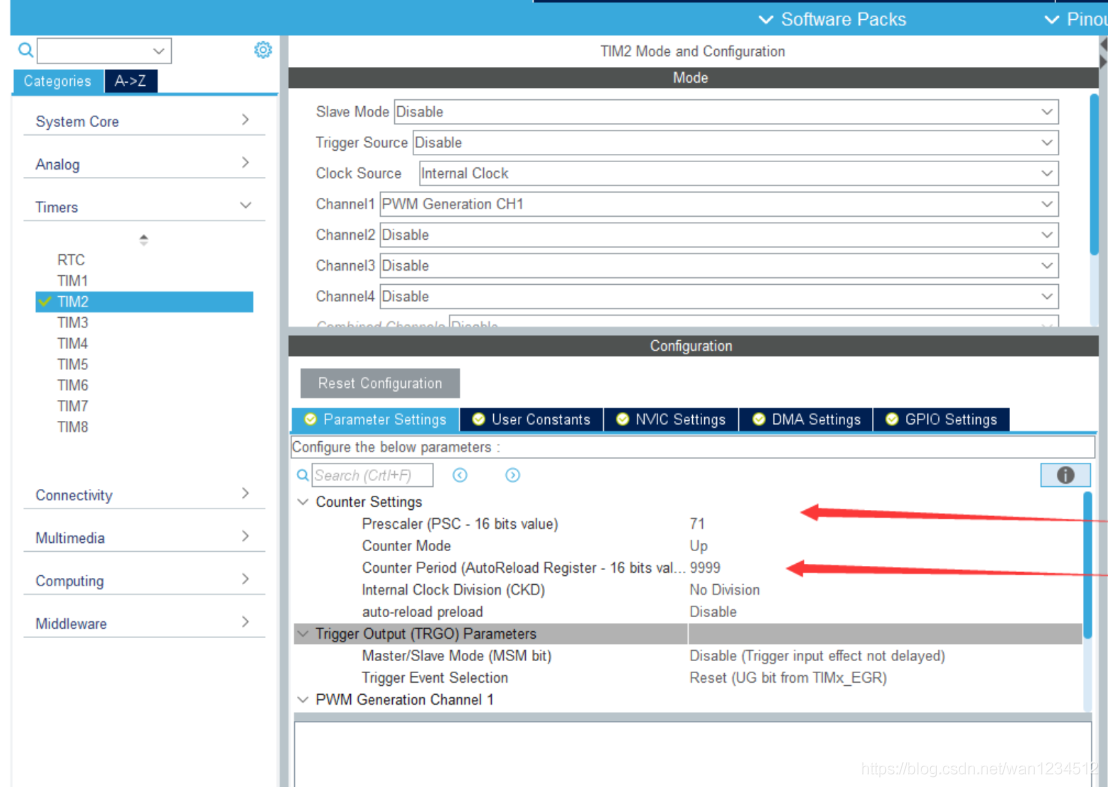 Software Packs
Pinou
TIM2 Mode and Configuration
Categories A->Z
Mode
System Core
Analog
Timers
RTC
TIM1
TIM2
TIM3
TIM4
TIM5
TIM6
TIM7
TIM8
Connectivity
Multimedia
Computing
Middleware
Slave Mode Disable
Trigger Source Disable
Clock Source Internal Clock
Channel1 PWM Generation CH1
Channel2 Disable
Channel3 Disable
Channel4 Disable
Combined Channels Disable
Configuration
Reset Configuration
Parameter Settings User Constants NVIC Settings DMA Settings GPIO Settings
Configure the below parameters :
Search (Crtl+F)
Counter Settings
Prescaler (PSC - 16 bits value) 71
Counter Mode Up
Counter Period (AutoReload Register - 16 bits val... 9999
Internal Clock Division (CKD) No Division
auto-reload preload Disable
Trigger Output (TRGO) Parameters
Master/Slave Mode (MSM bit) Disable (Trigger input effect not delayed)
Trigger Event Selection Reset (UG bit from TIMx_EGR)
PWM Generation Channel 1
https://blog.csdn.net/wan1234512